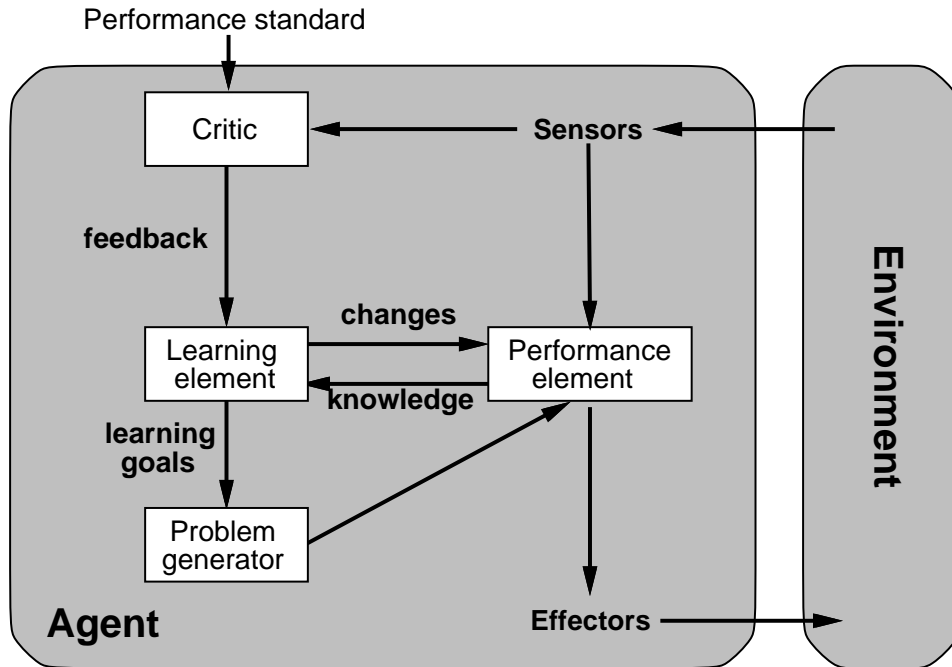 Performance standard
Critic
Sensors
feedback
changes
Learning
element
Performance
element
knowledge
learning
goals
Problem
generator
Agent
Effectors
Environment